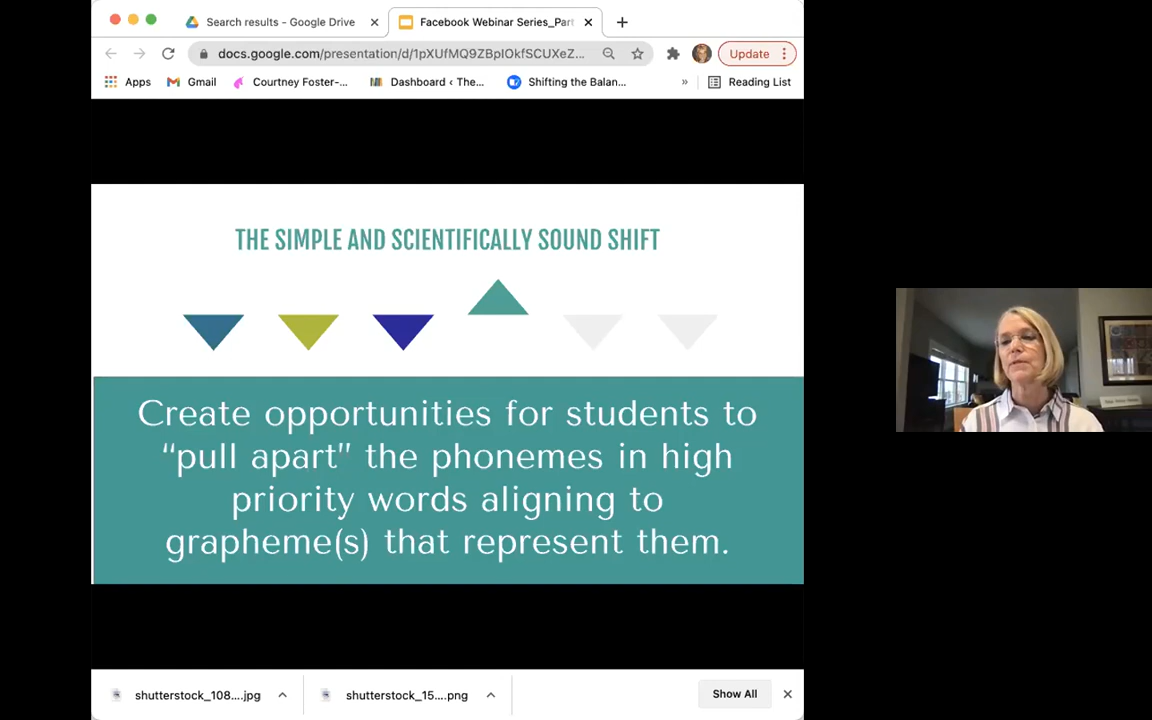 Search results - Google Drive
Facebook Webinar Series_Part
docs.google.com/presentation/d/1pXUfMQ9ZBpIOkfSCUXeZ...
Update
Apps
Gmail
Courtney Foster-...
Dashboard ‹ The...
Shifting the Balan...
»
Reading List
THE SIMPLE AND SCIENTIFICALLY SOUND SHIFT
Create opportunities for students to
“pull apart” the phonemes in high
priority words aligning to
grapheme(s) that represent them.
shutterstock_108....jpg
shutterstock_15....png
Show All